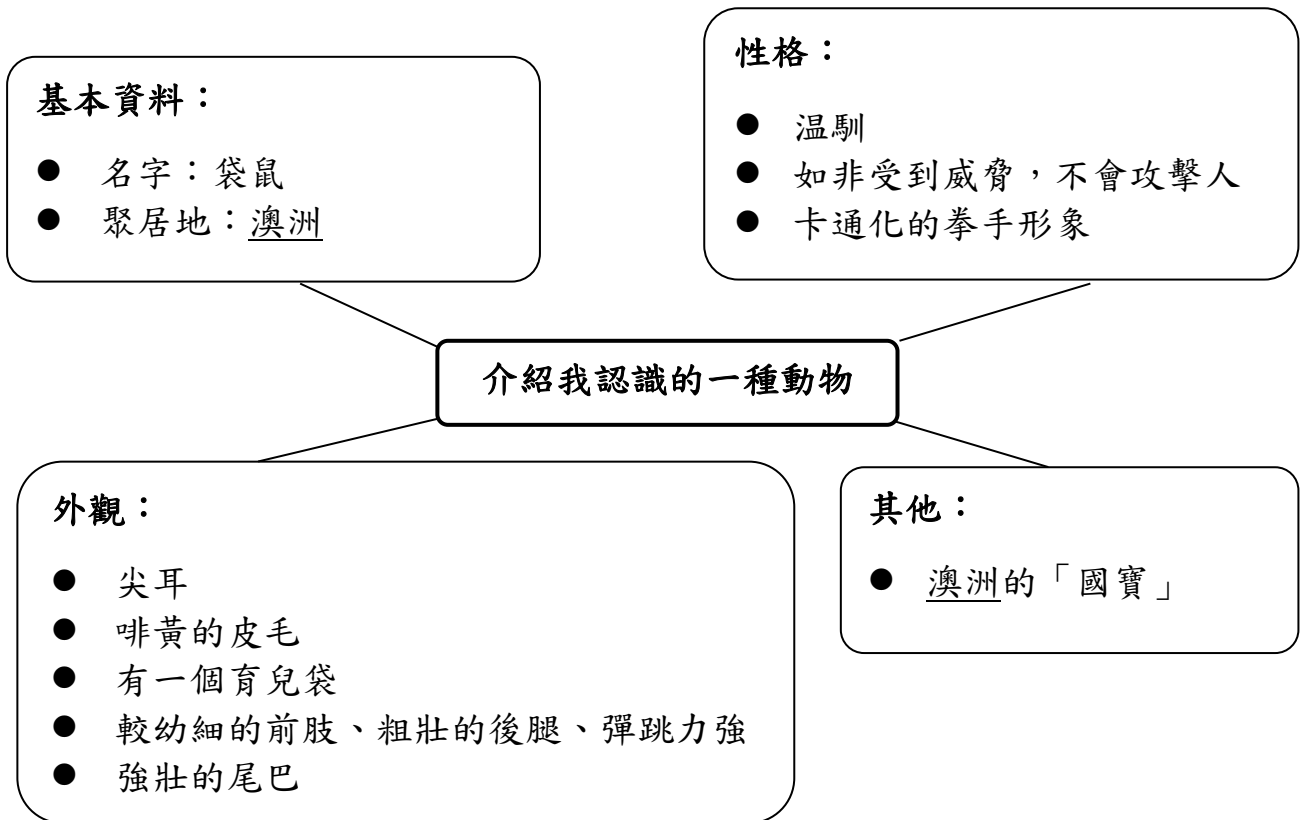 基本資料：
● 名字：袋鼠
● 聚居地：澳洲
性格：
● 温馴
● 如非受到威脅，不會攻擊人
● 卡通化的拳手形象
介紹我認識的一種動物
外觀：
● 尖耳
● 啡黃的皮毛
● 有一個育兒袋
● 較幼細的前肢、粗壯的後腿、彈跳力強
● 強壯的尾巴
其他：
● 澳洲的「國寶」